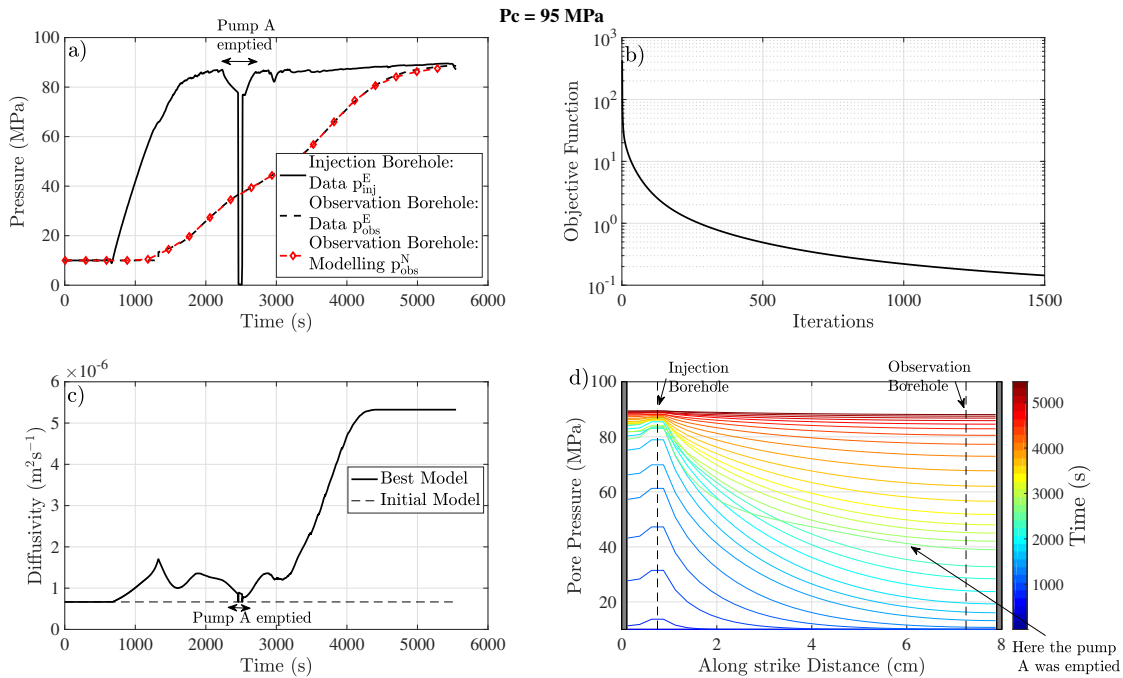 Pc = 95 MPa
Pump A
emptied
a)
100
80
60
40
20
0
Pressure (MPa)
Injection Borehole:
Data p^E_inj
Observation Borehole:
Data p^E_obs
Observation Borehole:
Modelling p^N_obs
0 1000 2000 3000 4000 5000 6000
Time (s)
b)
10^3
10^2
10^1
10^0
10^-1
Objective Function
0 500 1000 1500
Iterations
×10^-6
c)
6
5
4
3
2
1
0
Diffusivity (m^2s^−1)
Best Model
Initial Model
Pump A emptied
0 1000 2000 3000 4000 5000 6000
Time (s)
d)
Injection
Borehole
Observation
Borehole
100
80
60
40
20
Pore Pressure (MPa)
0 2 4 6 8
Along strike Distance (cm)
5000
4000
3000
2000
1000
Time (s)
Here the pump
A was emptied